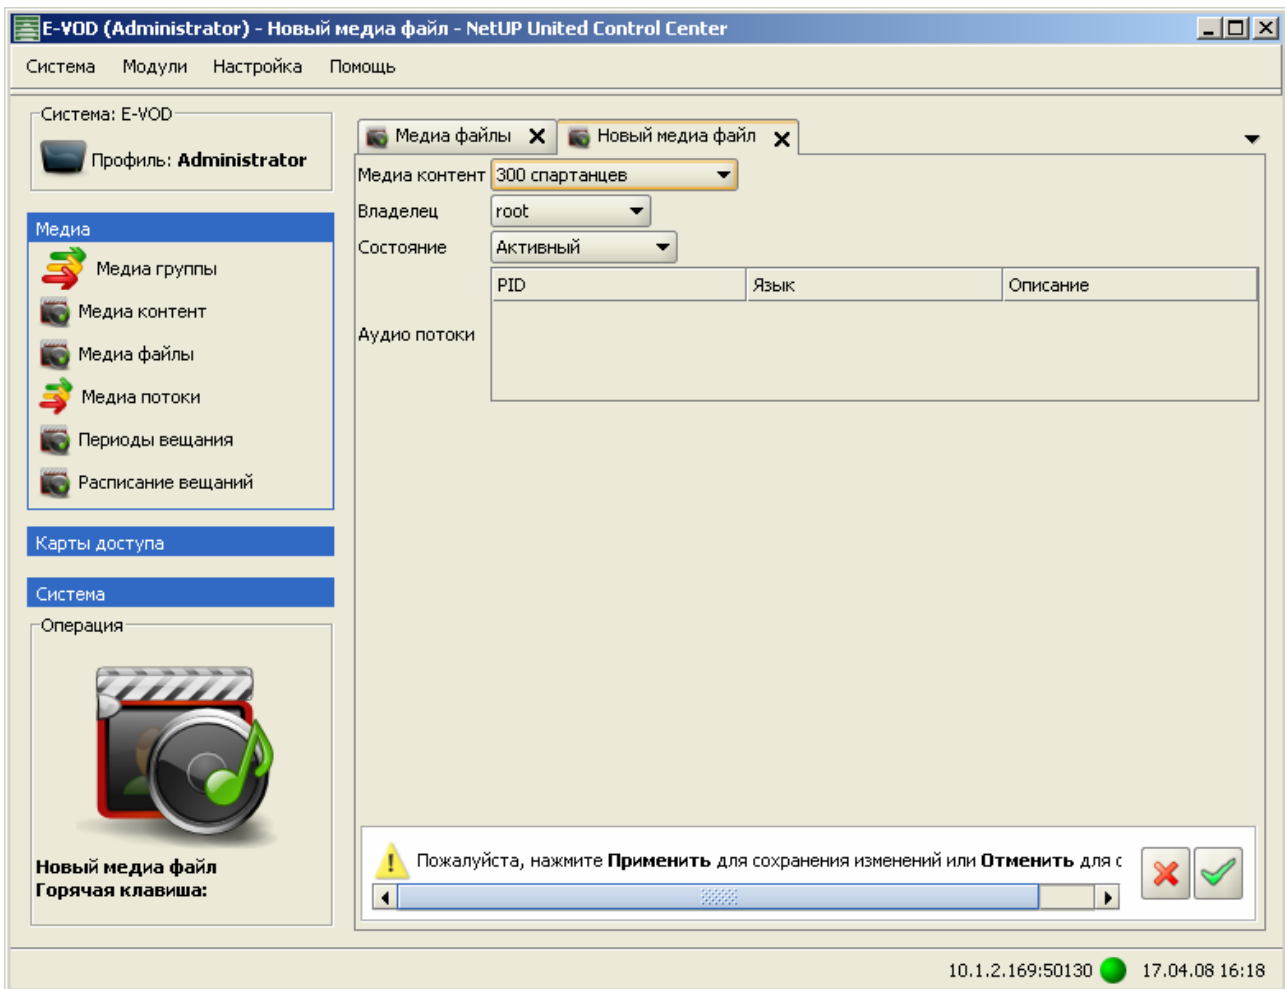 E-VOD (Administrator) - Новый медиа файл - NetUP United Control Center
Система Модули Настройка Помощь
Система: E-VOD
Профиль: Administrator
Медиа
Медиа группы
Медиа контент
Медиа файлы
Медиа потоки
Периоды вещания
Расписание вещаний
Карты доступа
Система
Операция
Новый медиа файл
Горячая клавиша:
Медиа файлы Новый медиа файл
Медиа контент 300 спартанцев
Владелец root
Состояние Активный
PID Язык Описание
Аудио потоки
Пожалуйста, нажмите Применить для сохранения изменений или Отменить для с
10.1.2.169:50130 17.04.08 16:18